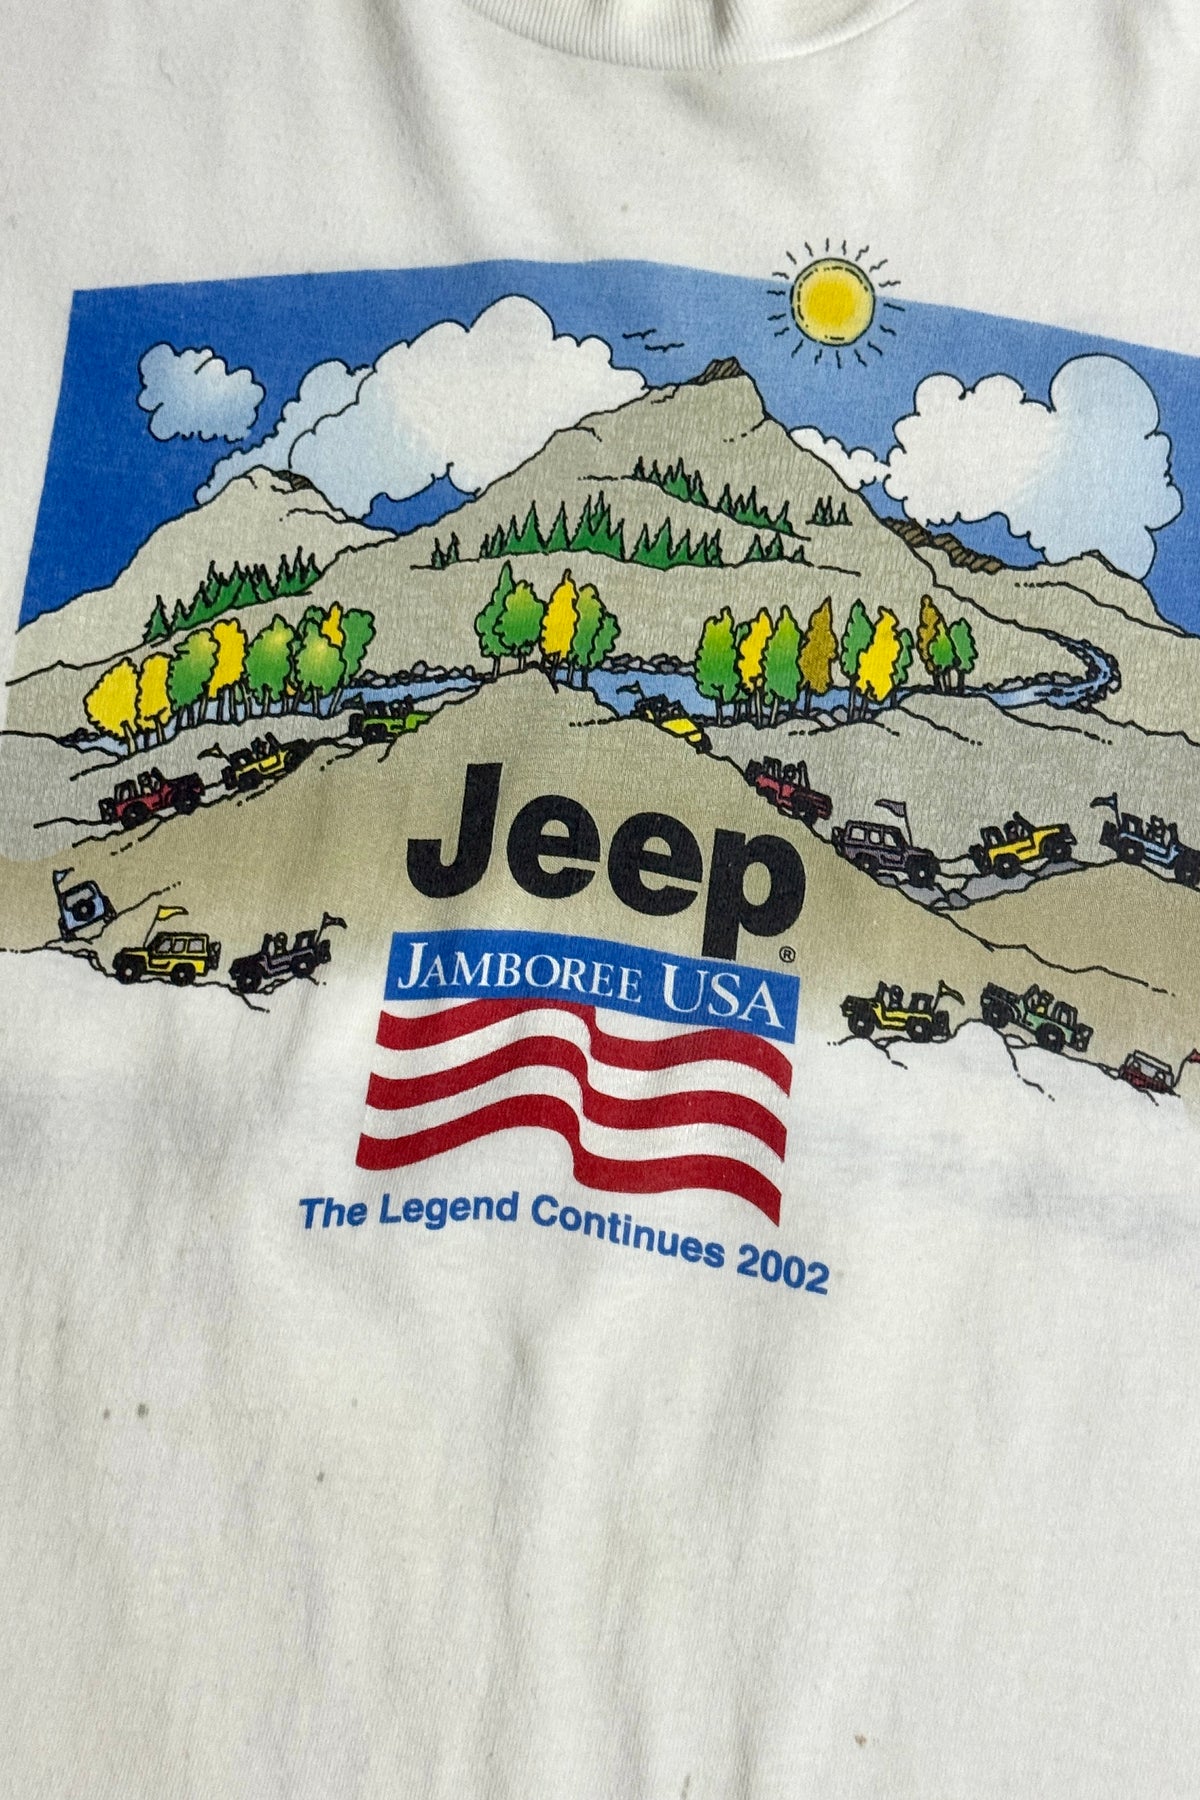 Jeep®
JAMBOREE USA
The Legend Continues 2002